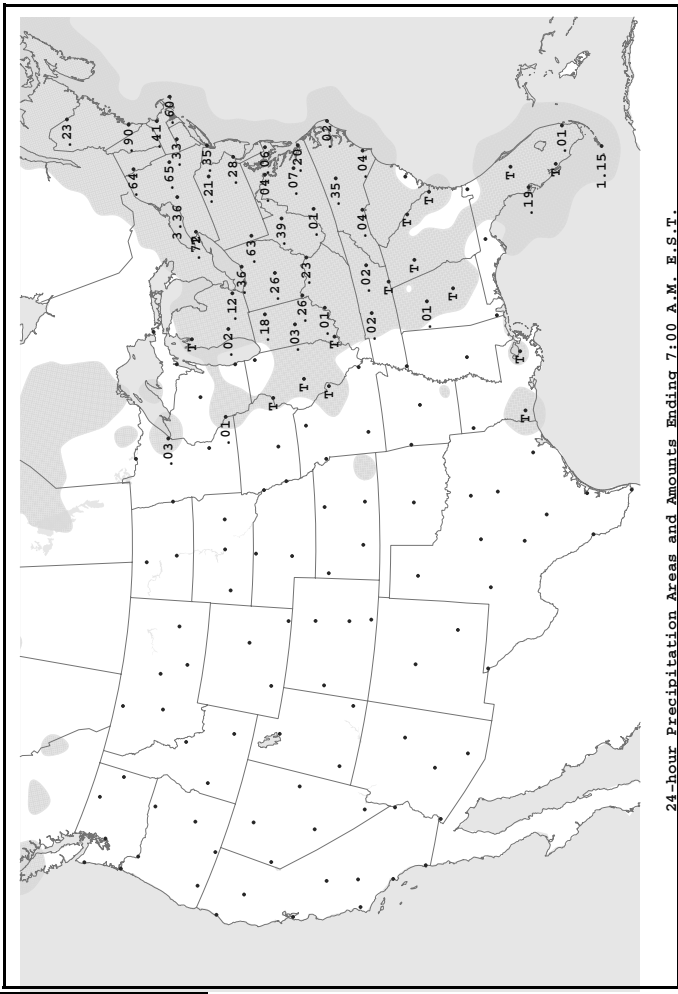 .23
.90
.64
.41
.03
.65
.60
.33
3.36
T
.35
.21
.01
.02
.12
.28
.36
.63
.18
.04
.06
T
.26
.39
.07
.03
.20
.26
T
.23
.01
.01
.02
T
T
.35
.04
.04
.02
.02
T
T
T
.01
T
T
T
T
T
.19
T
.01
1.15
24-hour Precipitation Areas and Amounts Ending 7:00 A.M. E.S.T.